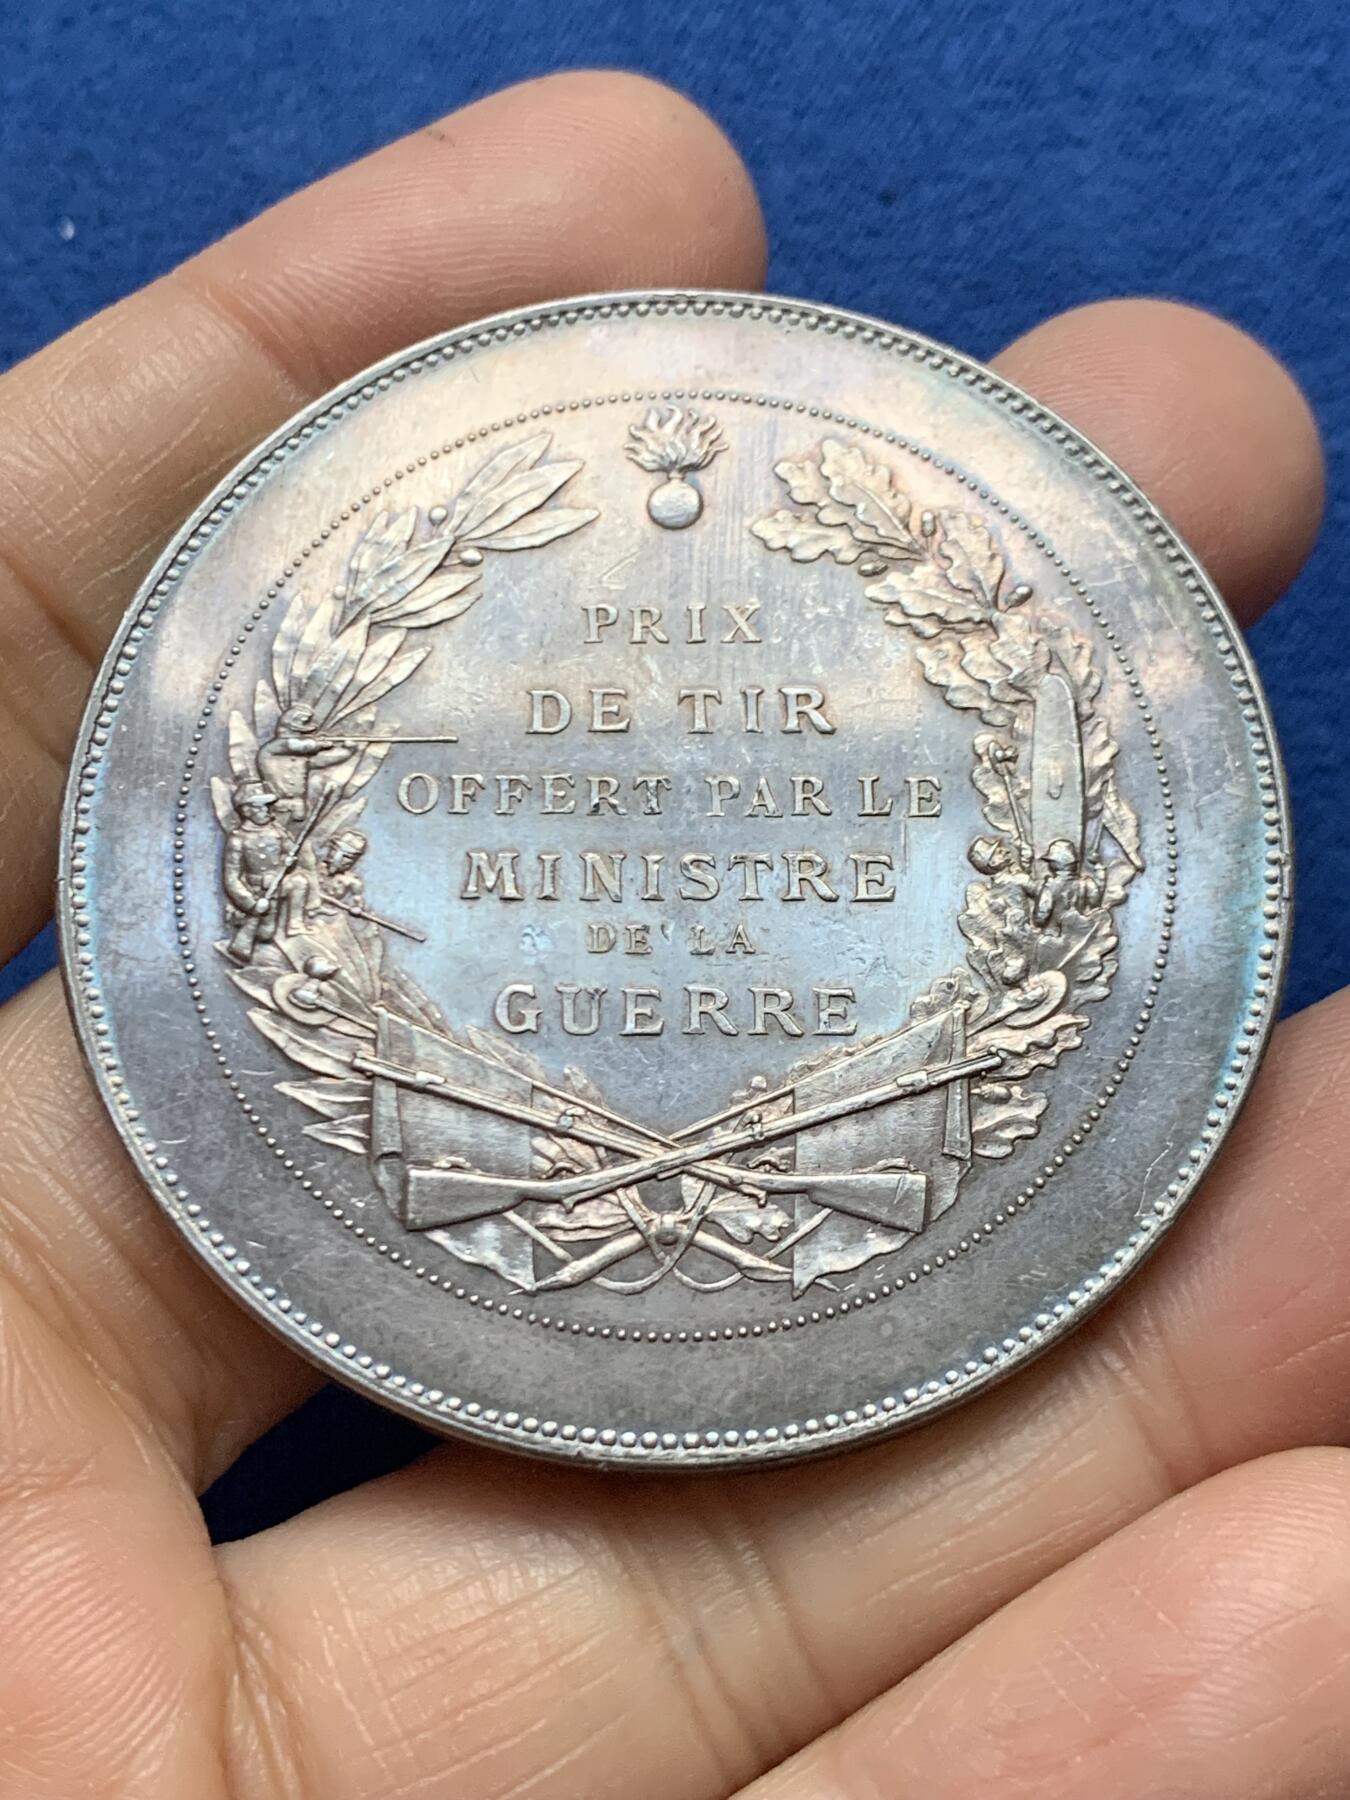 PRIX
DE TIR
OFFERT PAR LE
MINISTRE
DE LA
GUERRE